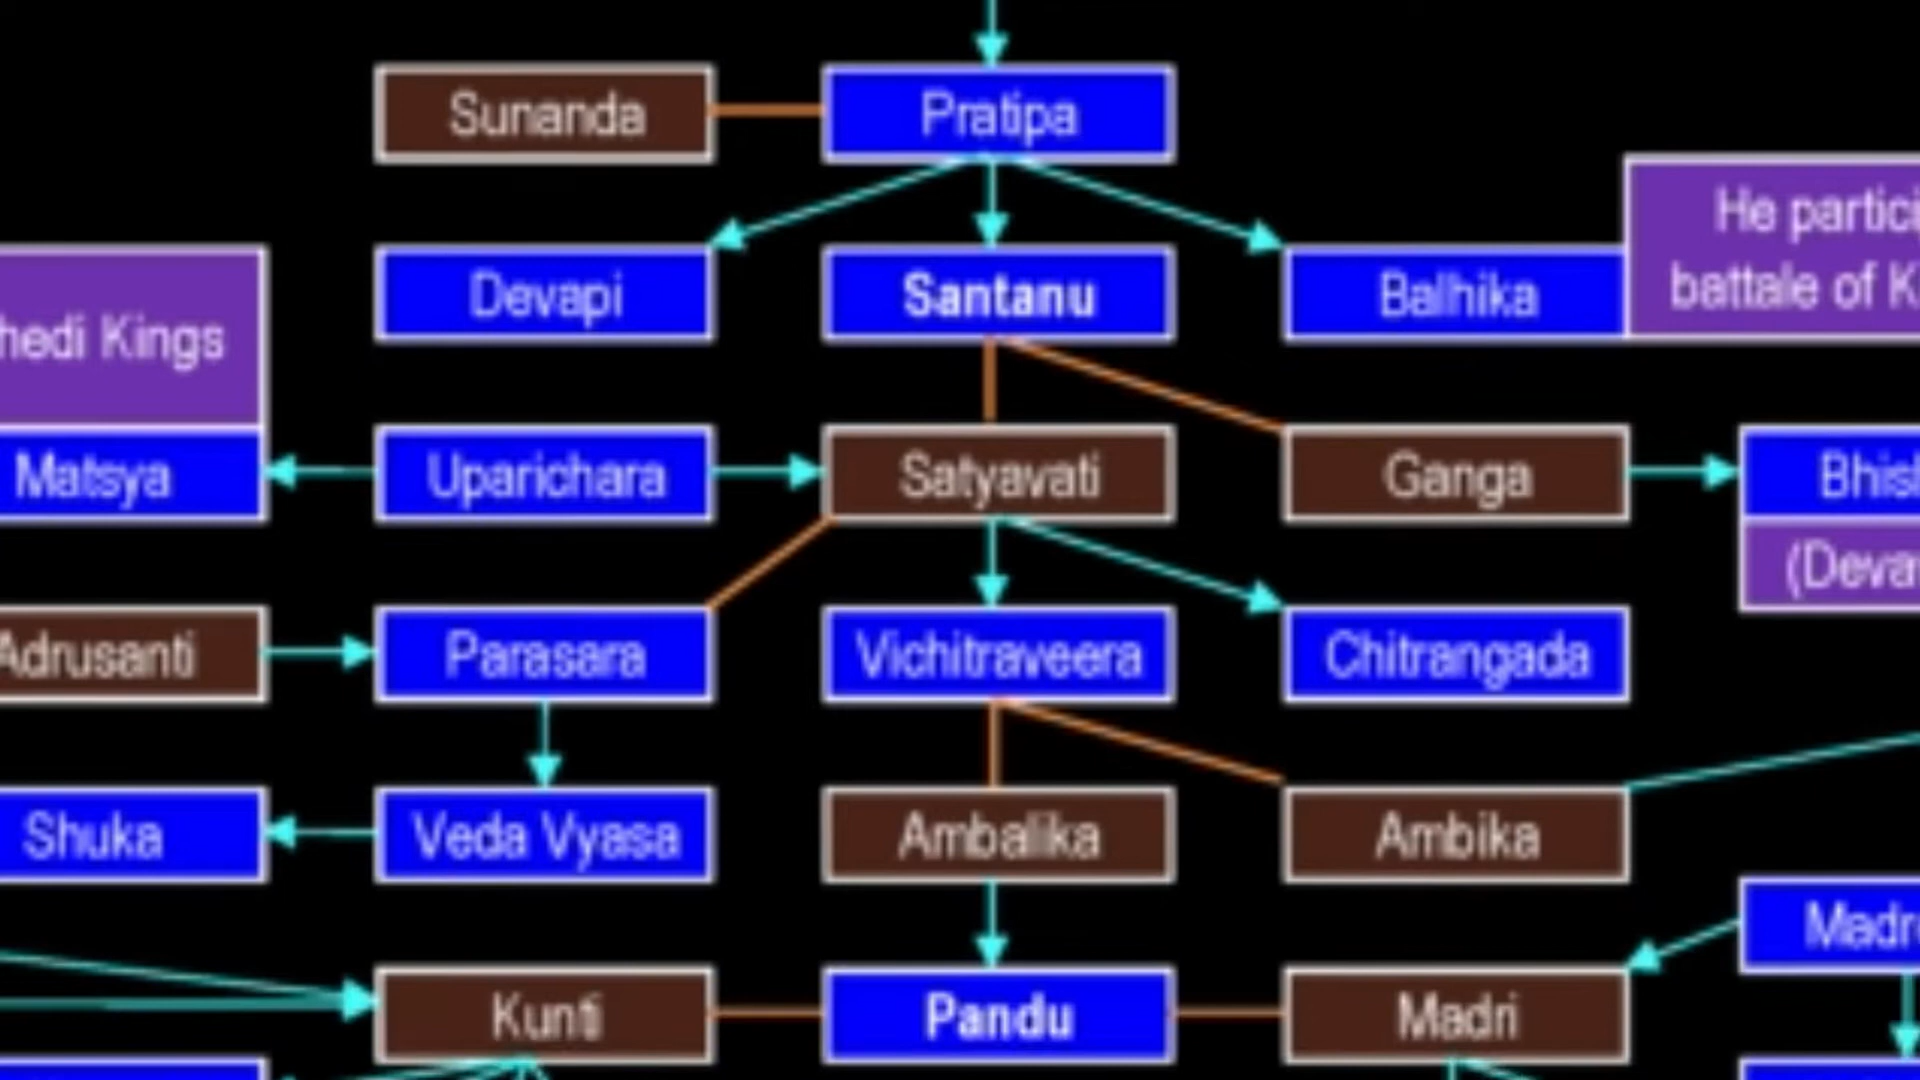 Sunanda
Pratipa
He partici
battale of K
Devapi
Santanu
Balhika
hedi Kings
Matsya
Uparichara
Satyavati
Ganga
Bhis
(Deva
Adrusanti
Parasara
Vichitraveera
Chitrangada
Shuka
Veda Vyasa
Ambalika
Ambika
Madr
Kunti
Pandu
Madri